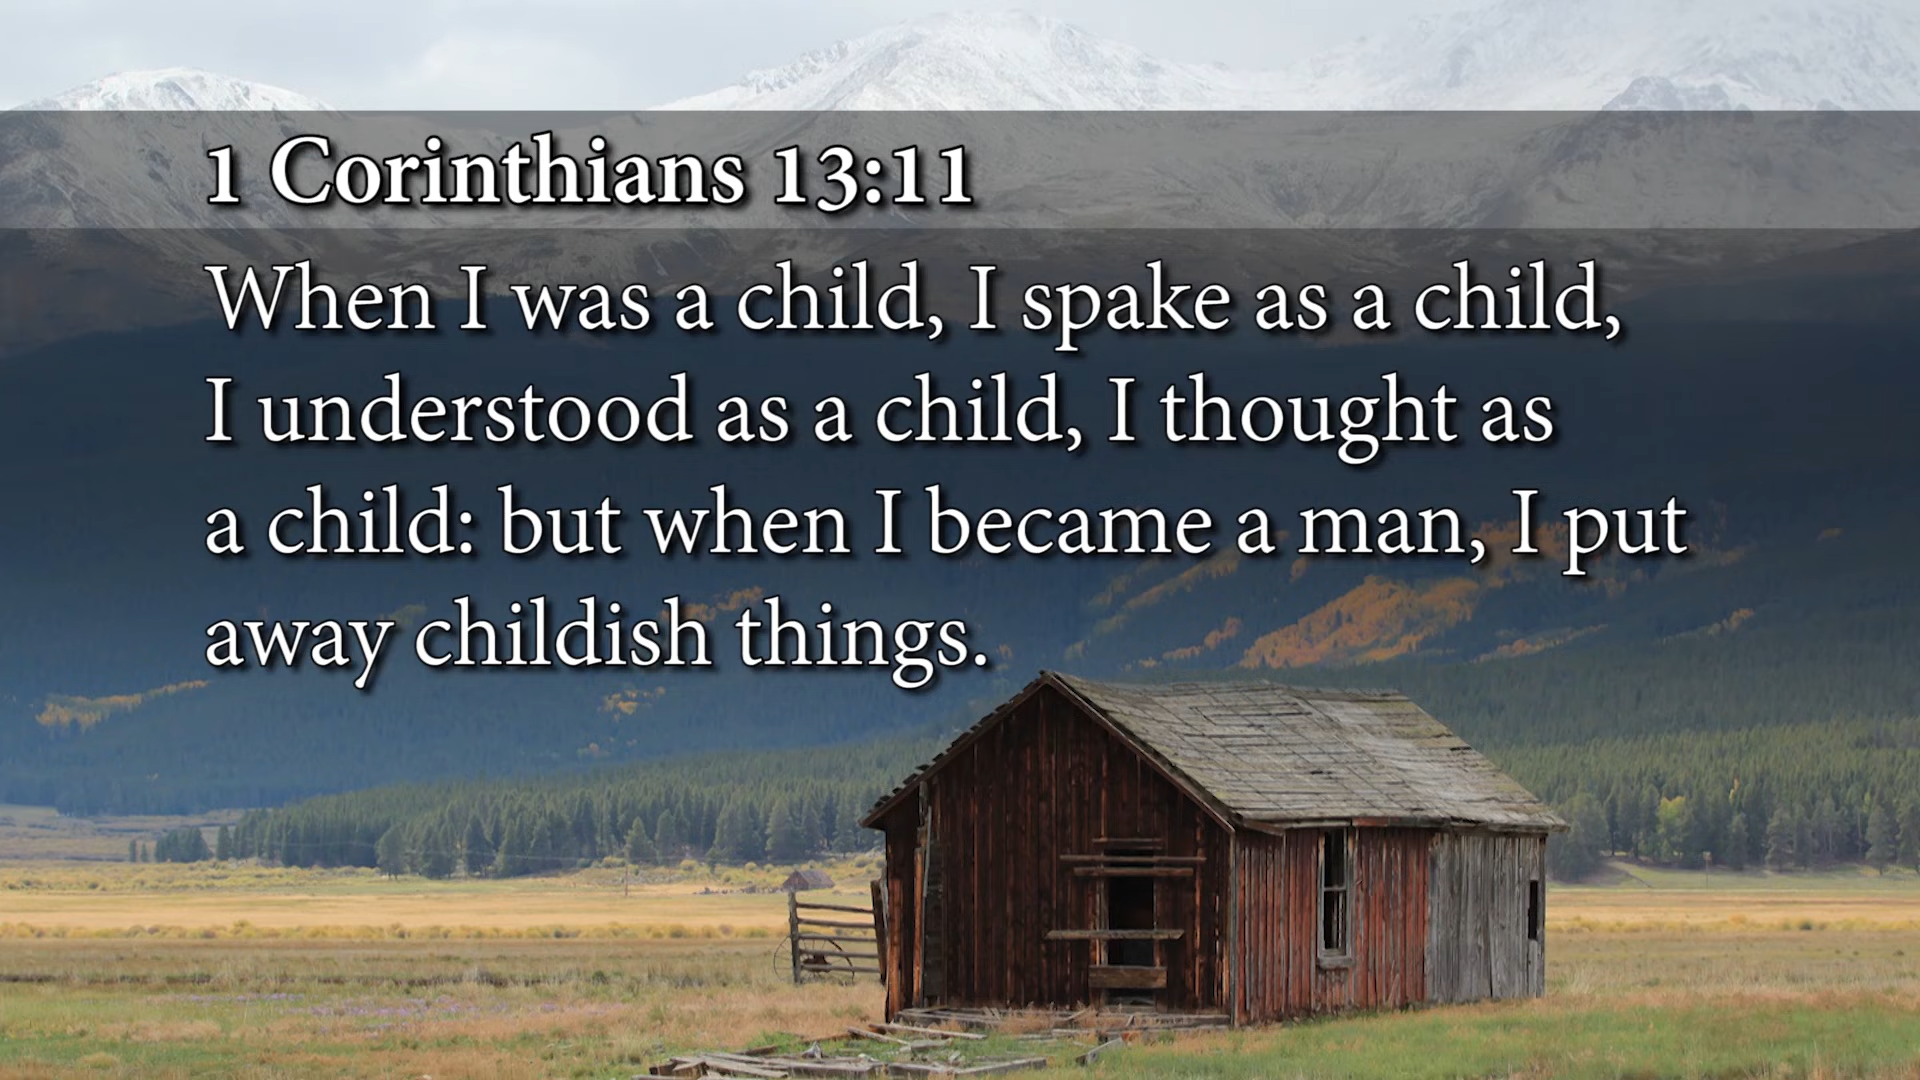 1 Corinthians 13:11
When I was a child, I spake as a child,
I understood as a child, I thought as
a child: but when I became a man, I put
away childish things.